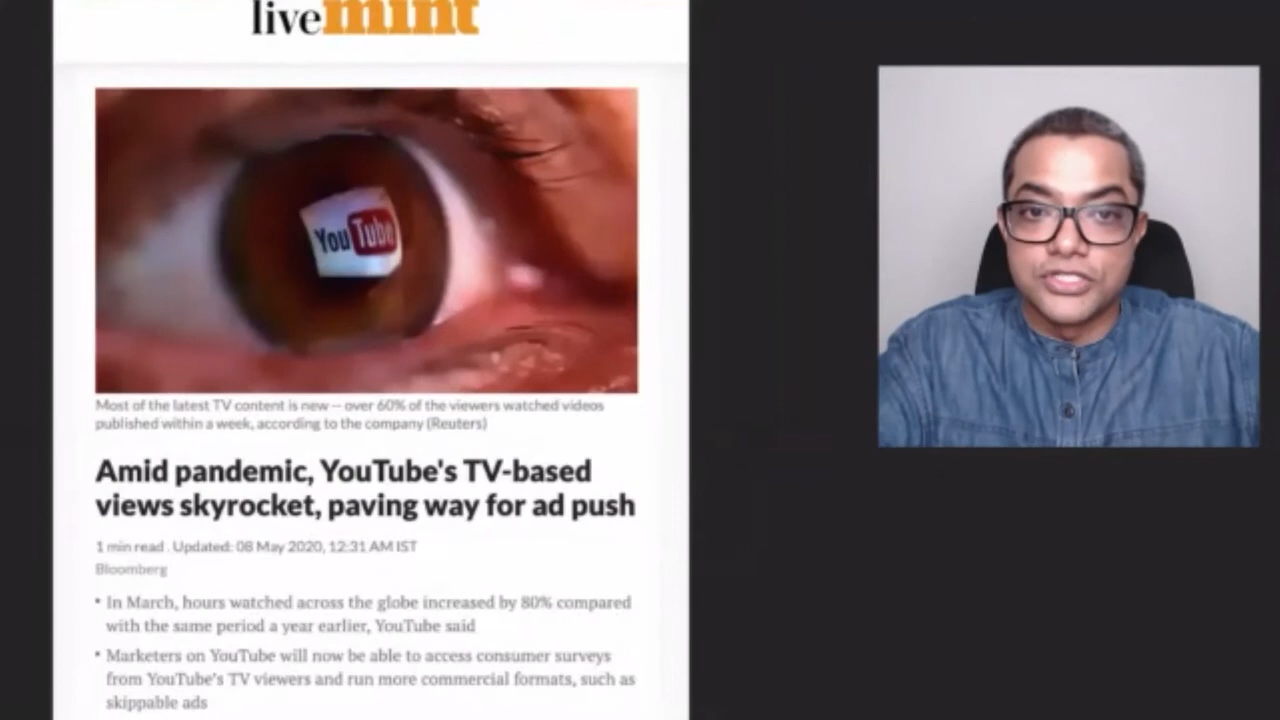 livemint
YouTube
Most of the latest TV content is new -- over 60% of the viewers watched videos
published within a week, according to the company (Reuters)
Amid pandemic, YouTube's TV-based
views skyrocket, paving way for ad push
1 min read . Updated: 08 May 2020, 12:31 AM IST
Bloomberg
• In March, hours watched across the globe increased by 80% compared
with the same period a year earlier, YouTube said
• Marketers on YouTube will now be able to access consumer surveys
from YouTube's TV viewers and run more commercial formats, such as
skippable ads